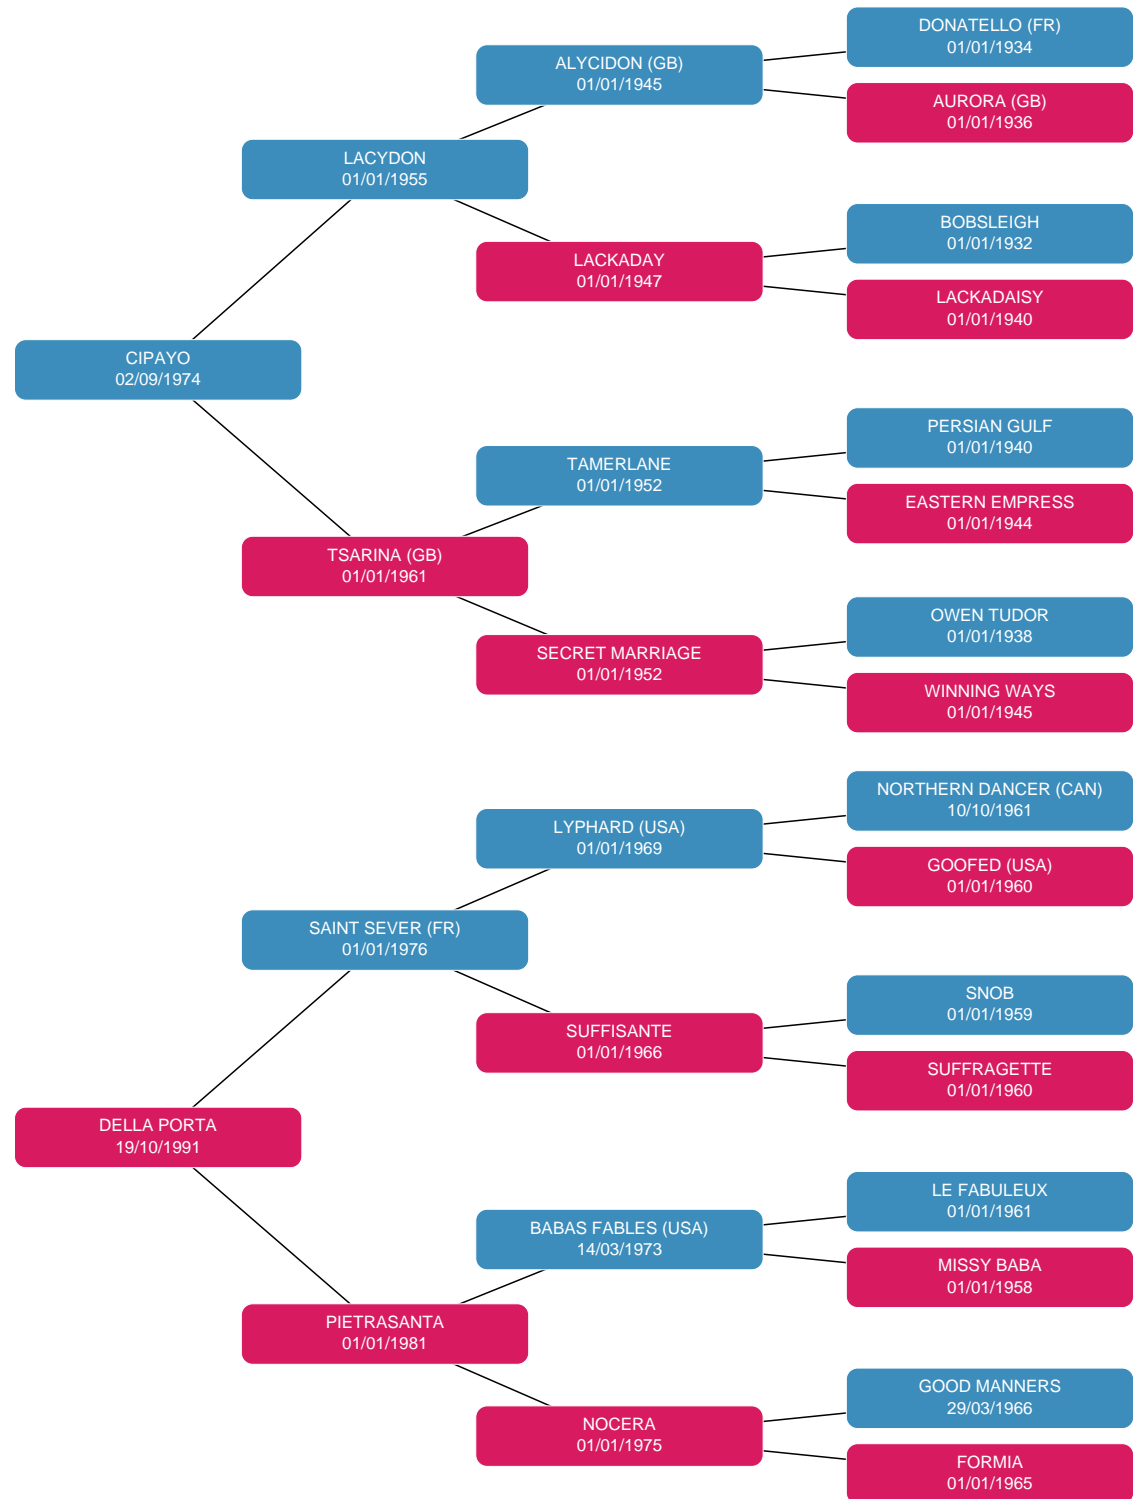 DONATELLO (FR)
01/01/1934
ALYCIDON (GB)
01/01/1945
AURORA (GB)
01/01/1936
LACYDON
01/01/1955
BOBSLEIGH
01/01/1932
LACKADAY
01/01/1947
LACKADAISY
01/01/1940
CIPAYO
02/09/1974
PERSIAN GULF
01/01/1940
TAMERLANE
01/01/1952
EASTERN EMPRESS
01/01/1944
TSARINA (GB)
01/01/1961
OWEN TUDOR
01/01/1938
SECRET MARRIAGE
01/01/1952
WINNING WAYS
01/01/1945
NORTHERN DANCER (CAN)
10/10/1961
LYPHARD (USA)
01/01/1969
GOOFED (USA)
01/01/1960
SAINT SEVER (FR)
01/01/1976
SNOB
01/01/1959
SUFFISANTE
01/01/1966
SUFFRAGETTE
01/01/1960
DELLA PORTA
19/10/1991
LE FABULEUX
01/01/1961
BABAS FABLES (USA)
14/03/1973
MISSY BABA
01/01/1958
PIETRASANTA
01/01/1981
GOOD MANNERS
29/03/1966
NOCERA
01/01/1975
FORMIA
01/01/1965